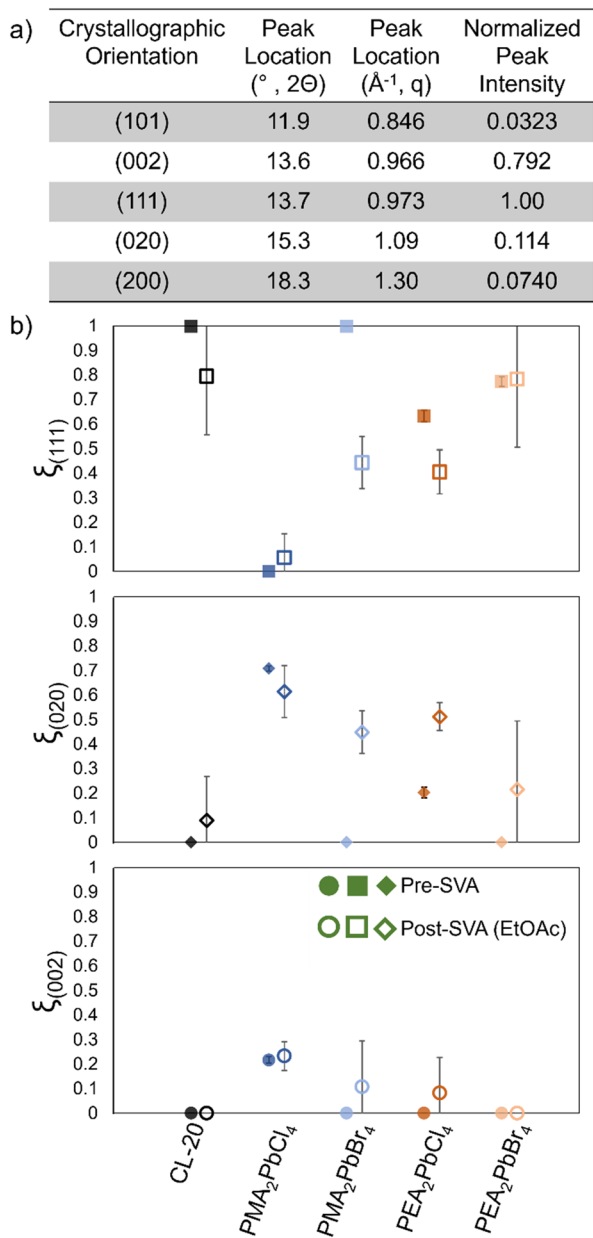 a)
Crystallographic Orientation Peak Location (° , 2Θ) Peak Location (Å-1, q) Normalized Peak Intensity
(101) 11.9 0.846 0.0323
(002) 13.6 0.966 0.792
(111) 13.7 0.973 1.00
(020) 15.3 1.09 0.114
(200) 18.3 1.30 0.0740
b)
ξ(111)
1
0.9
0.8
0.7
0.6
0.5
0.4
0.3
0.2
0.1
0
ξ(020)
1
0.9
0.8
0.7
0.6
0.5
0.4
0.3
0.2
0.1
0
ξ(002)
1
0.9
0.8
0.7
0.6
0.5
0.4
0.3
0.2
0.1
0
Pre-SVA
Post-SVA (EtOAc)
CL-20
PMA2PbCl4
PMA2PbBr4
PEA2PbCl4
PEA2PbBr4